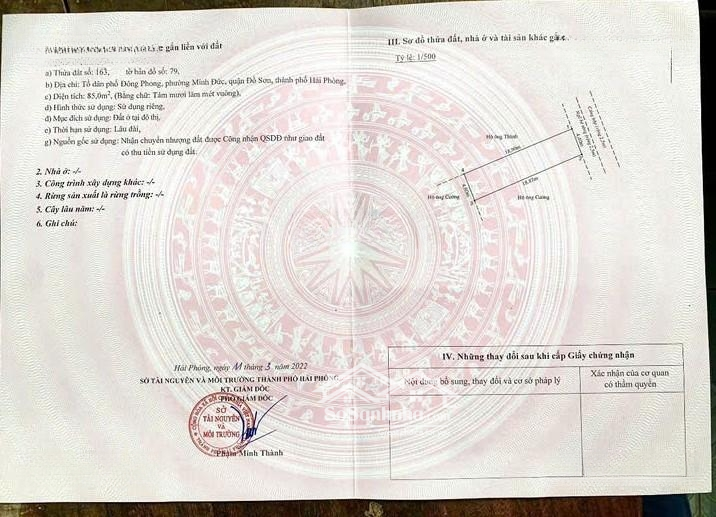 gắn liền với đất
a) Thửa đất số: 163, tờ bản đồ số: 79,
b) Địa chỉ: Tổ dân phố Đông Phong, phường Minh Đức, quận Đồ Sơn, thành phố Hải Phòng,
c) Diện tích: 85,0m², (Bằng chữ: Tám mươi lăm mét vuông),
d) Hình thức sử dụng: Sử dụng riêng,
đ) Mục đích sử dụng: Đất ở tại đô thị,
e) Thời hạn sử dụng: Lâu dài,
g) Nguồn gốc sử dụng: Nhận chuyển nhượng đất được Công nhận QSDĐ như giao đất
có thu tiền sử dụng đất.
2. Nhà ở: -/-
3. Công trình xây dựng khác: -/-
4. Rừng sản xuất là rừng trồng: -/-
5. Cây lâu năm: -/-
6. Ghi chú:
Hải Phòng, ngày 11 tháng 3 năm 2022
SỞ TÀI NGUYÊN VÀ MÔI TRƯỜNG THÀNH PHỐ HẢI PHÒNG
KT. GIÁM ĐỐC
PHÓ GIÁM ĐỐC
SỞ
TÀI NGUYÊN
VÀ
MÔI TRƯỜNG
Phạm Minh Thành
III. Sơ đồ thửa đất, nhà ở và tài sản khác gắn
Tỷ lệ: 1/500
Hộ ông Thành
18.90m
18.87m
Hộ ông Cường
Hộ ông Cường
IV. Những thay đổi sau khi cấp Giấy chứng nhận
Nội dung bổ sung, thay đổi và cơ sở pháp lý
Xác nhận của cơ quan
có thẩm quyền